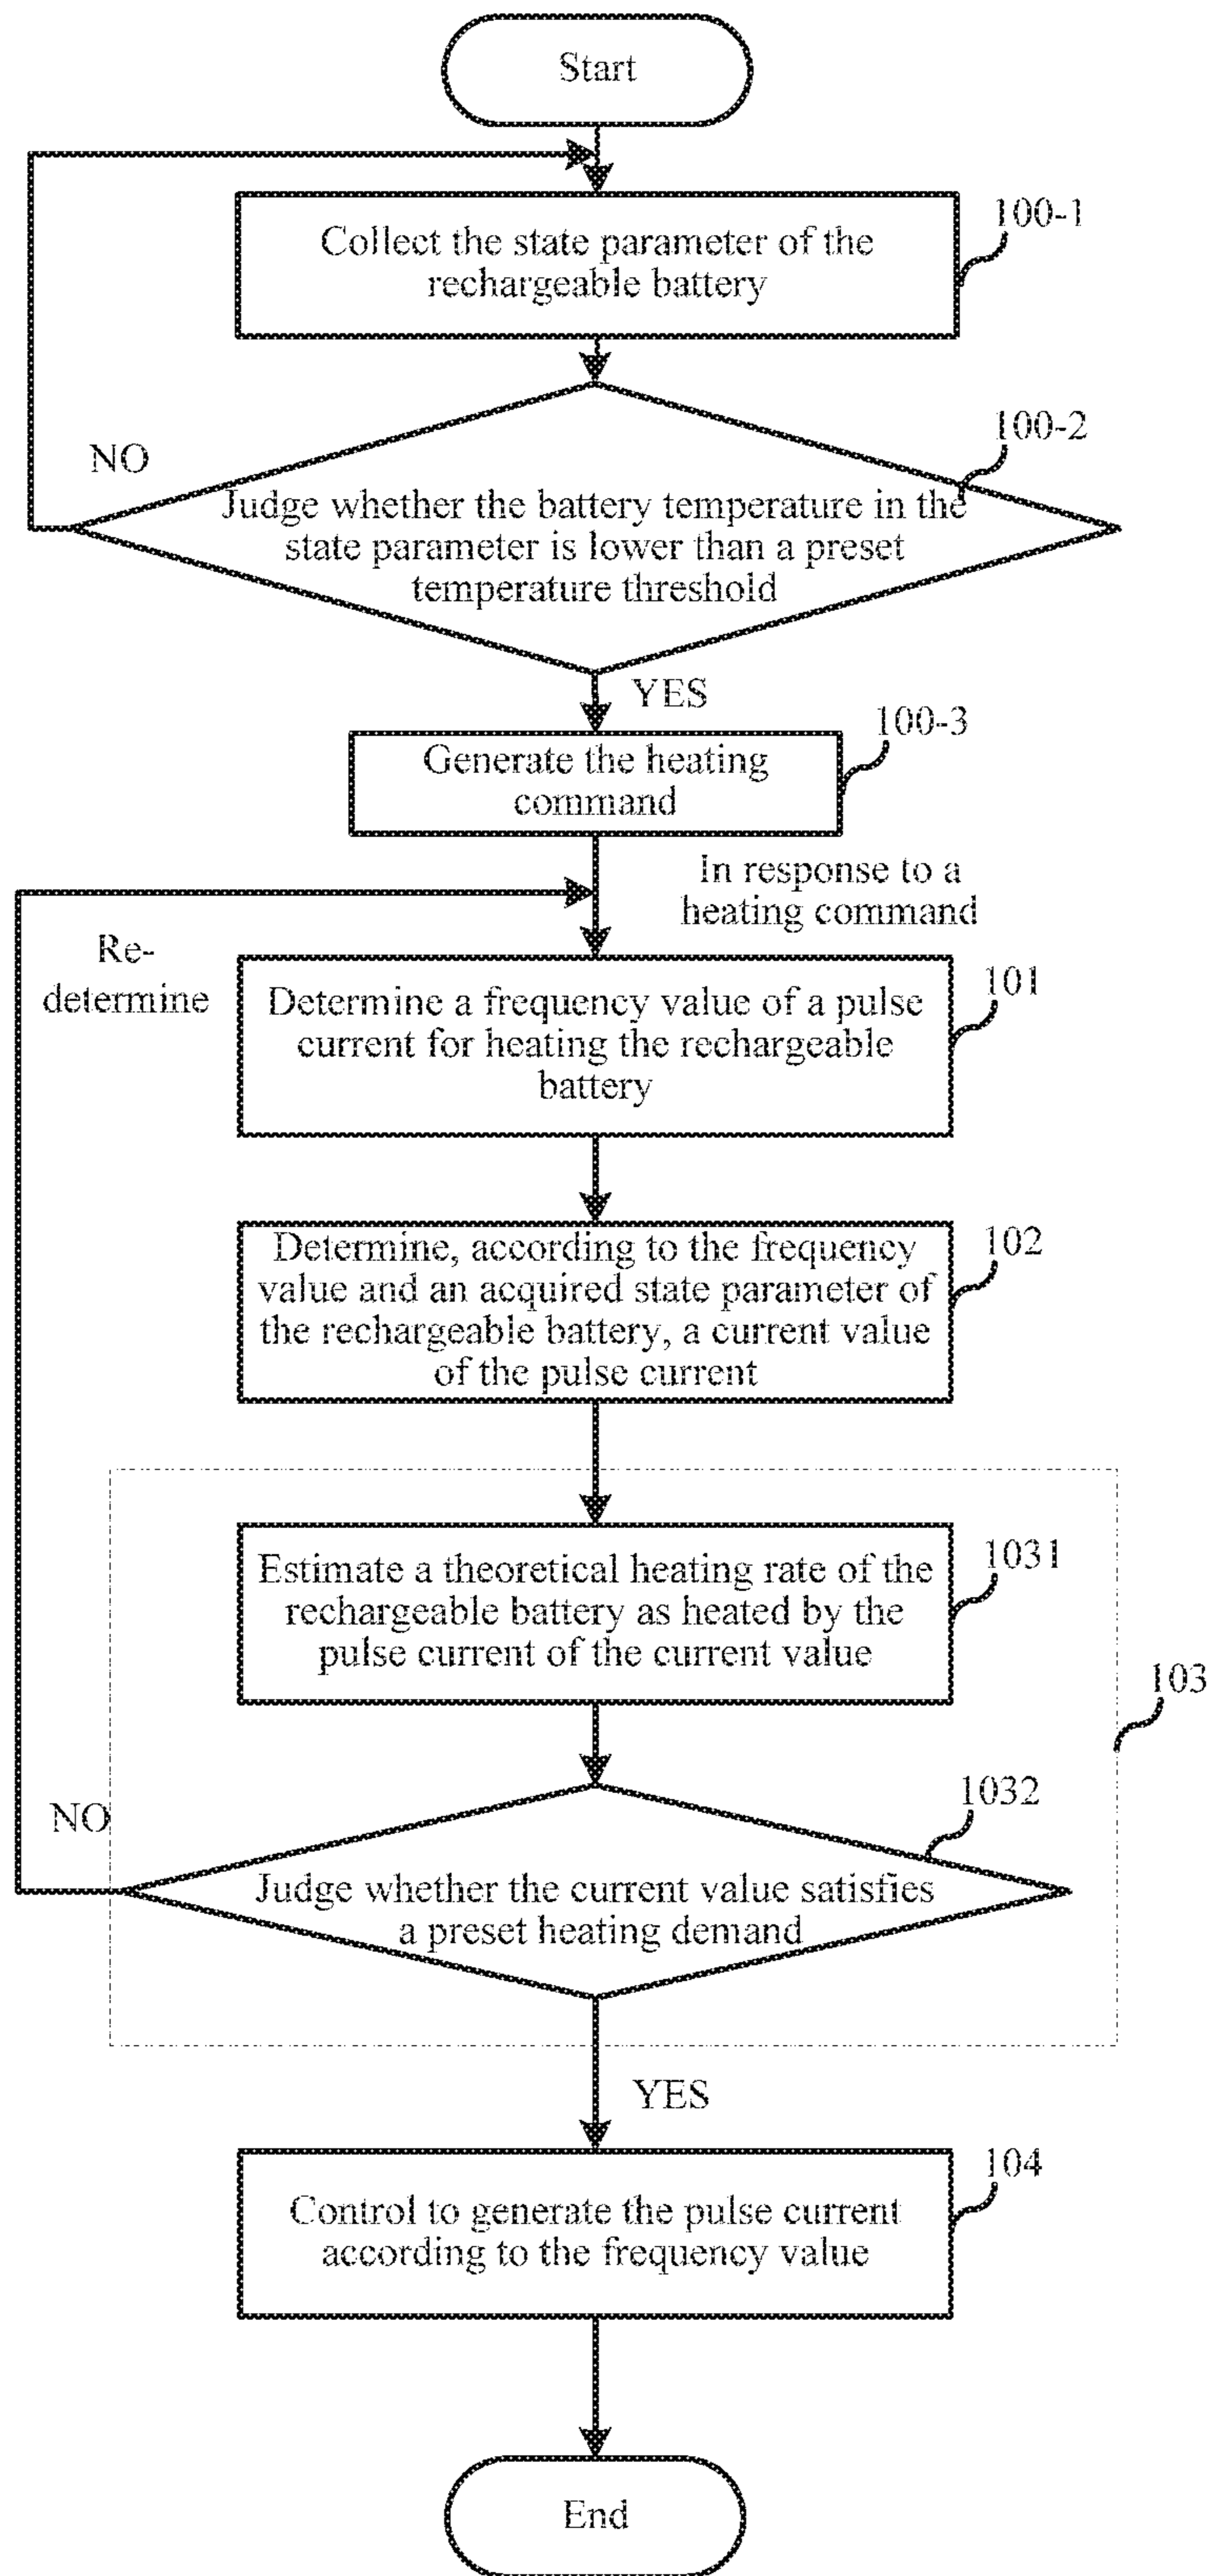 Start
100-1
Collect the state parameter of the
rechargeable battery
100-2
NO
Judge whether the battery temperature in the
state parameter is lower than a preset
temperature threshold
YES
100-3
Generate the heating
command
In response to a
heating command
Re-
determine
101
Determine a frequency value of a pulse
current for heating the rechargeable
battery
102
Determine, according to the frequency
value and an acquired state parameter of
the rechargeable battery, a current value
of the pulse current
1031
Estimate a theoretical heating rate of the
rechargeable battery as heated by the
pulse current of the current value
103
1032
NO
Judge whether the current value satisfies
a preset heating demand
YES
104
Control to generate the pulse current
according to the frequency value
End